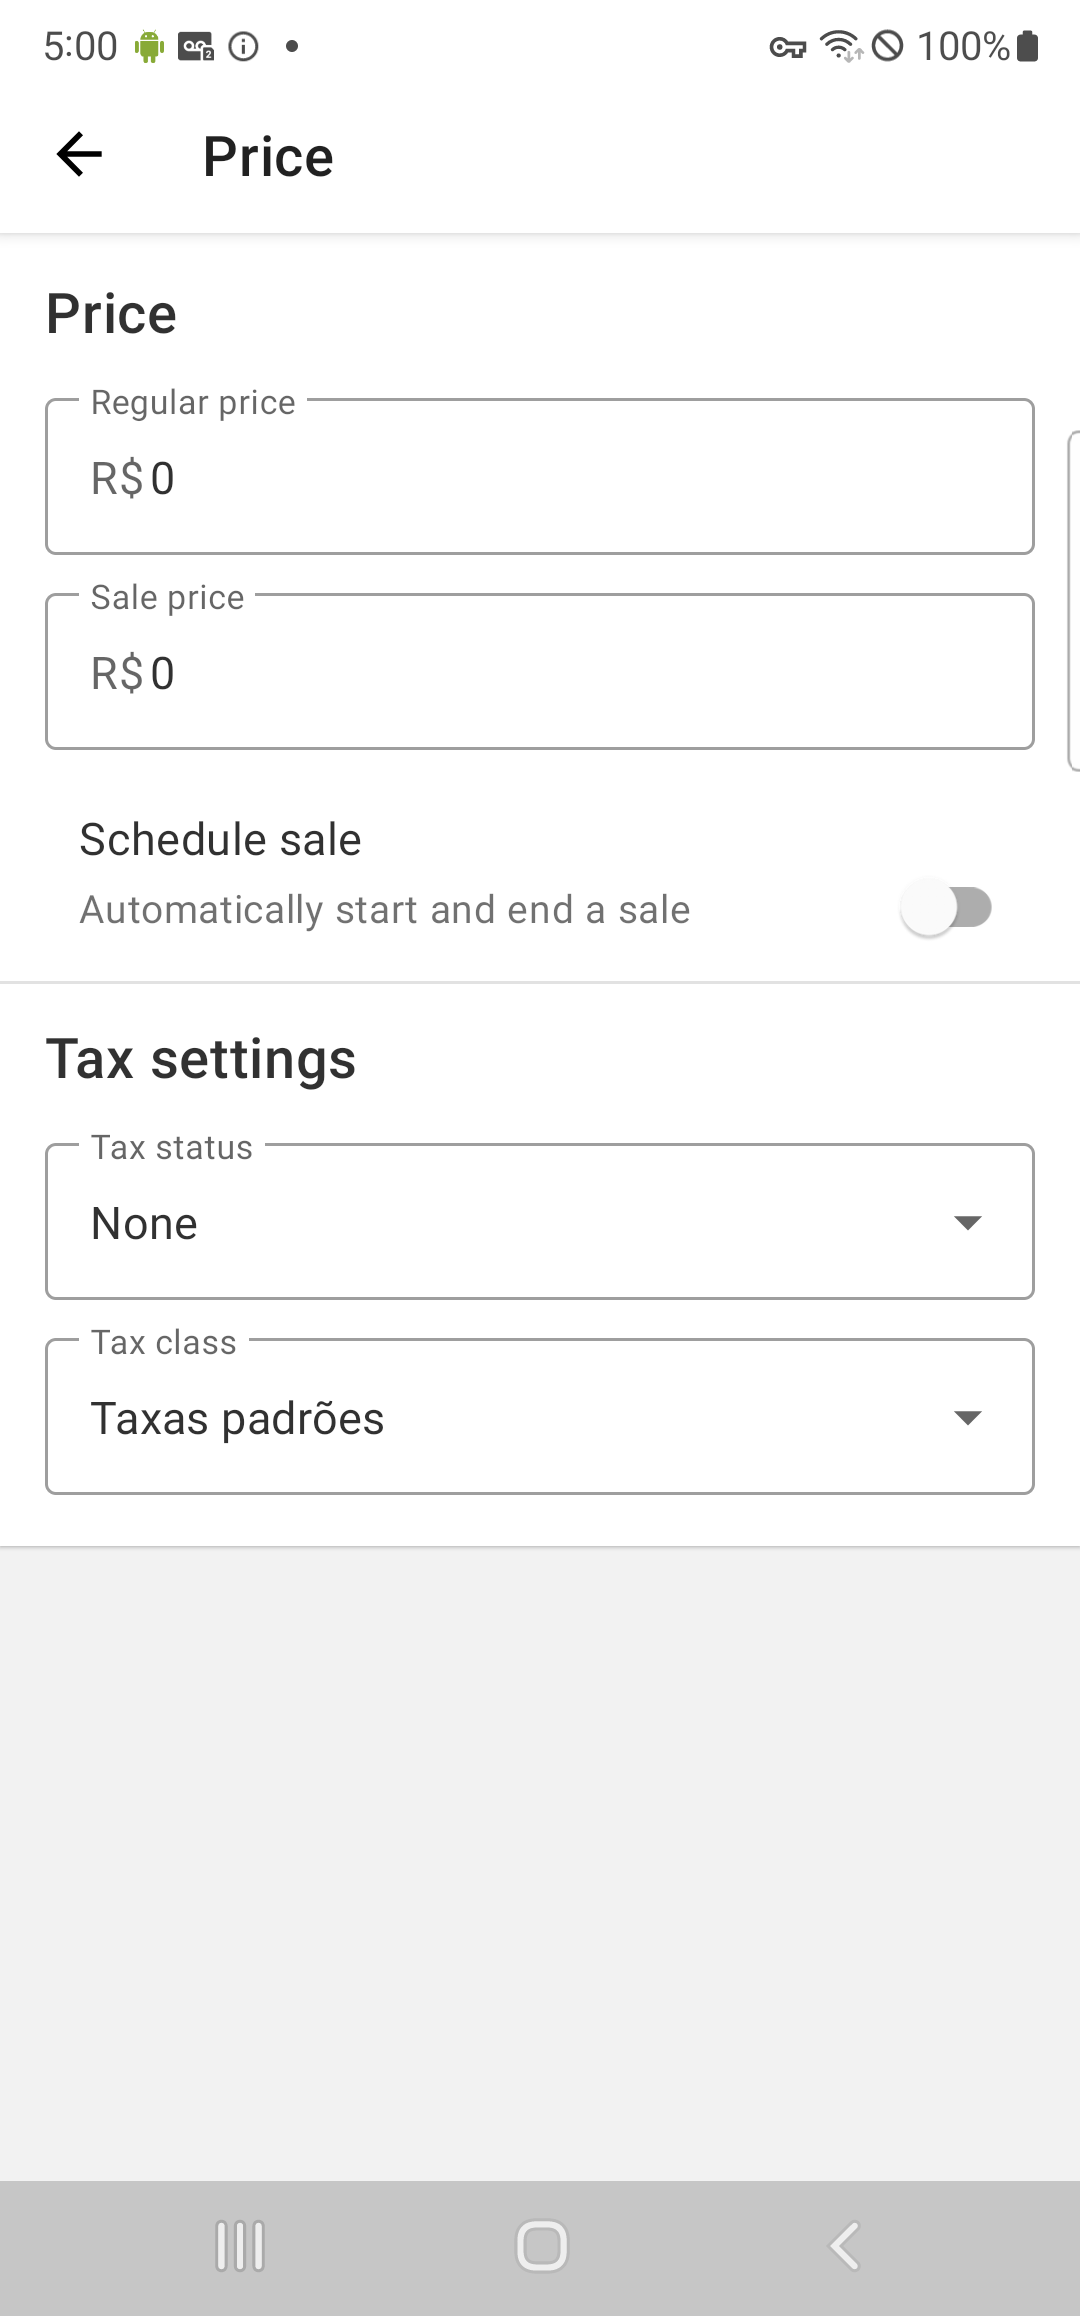 5:00 100%
Price
Price
Regular price
R$ 0
Sale price
R$ 0
Schedule sale
Automatically start and end a sale
Tax settings
Tax status
None
Tax class
Taxas padrões